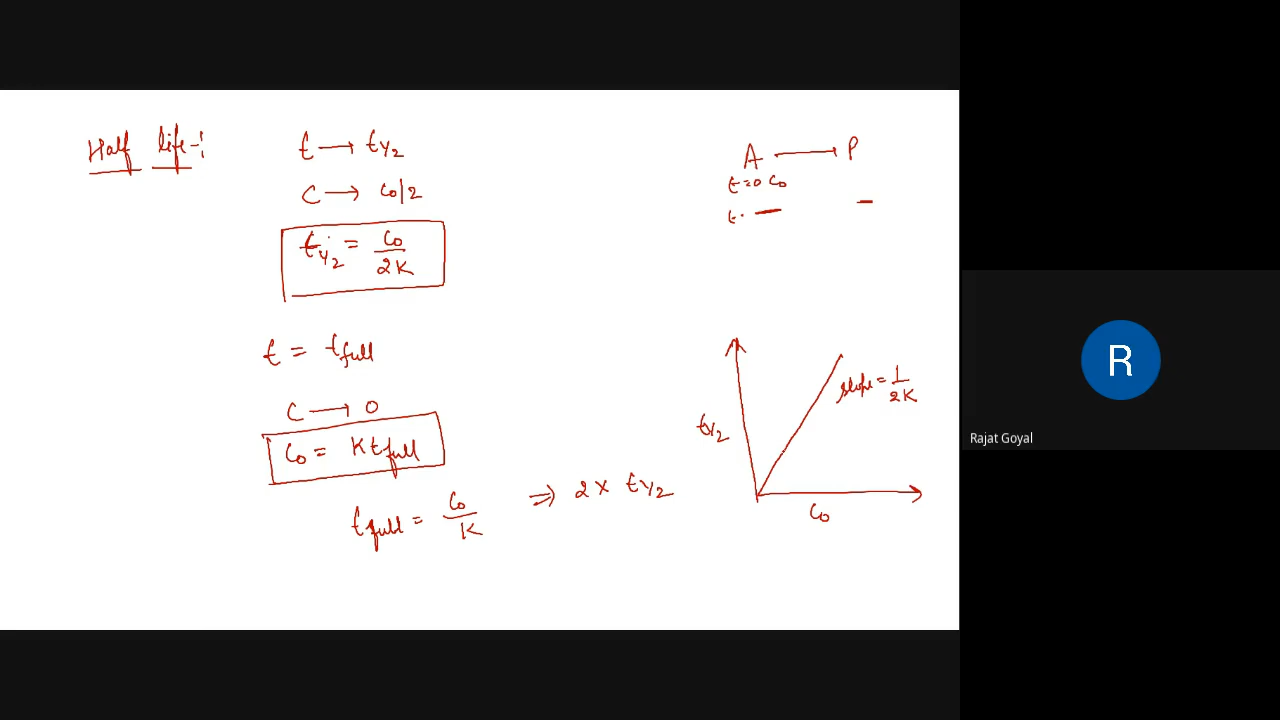 Half life-:
t → t1/2
C → C0/2
t1/2 = C0/2K
t = tfull
C → 0
C0 = Ktfull
tfull = C0/K ⇒ 2 × t1/2
A → P
t=0 C0
t. — —
t1/2
slope = 1/2K
C0
R
Rajat Goyal